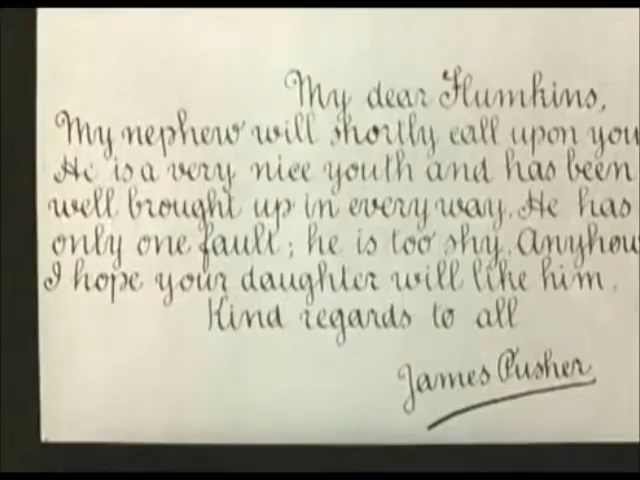 My dear Flumkins,
My nephew will shortly call upon you
He is a very nice youth and has been
well brought up in every way. He has
only one fault; he is too shy. Anyhow
I hope your daughter will like him.
Kind regards to all
James Pusher